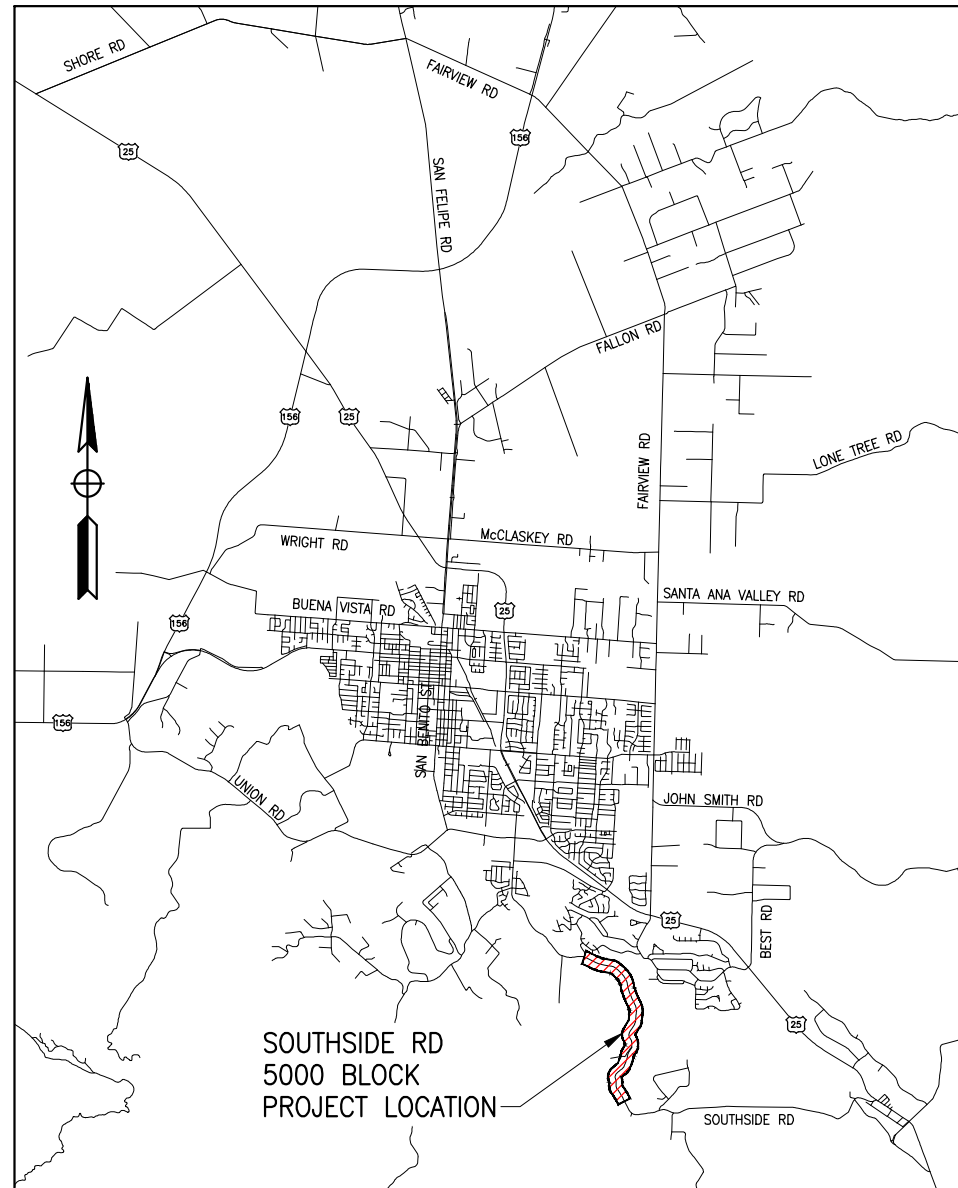 SHORE RD
FAIRVIEW RD
156
25
SAN FELIPE RD
FALLON RD
156
25
FAIRVIEW RD
LONE TREE RD
WRIGHT RD
McCLASKEY RD
SANTA ANA VALLEY RD
BUENA VISTA RD
25
156
SAN BENITO ST
156
UNION RD
JOHN SMITH RD
25
BEST RD
25
SOUTHSIDE RD
5000 BLOCK
PROJECT LOCATION
SOUTHSIDE RD